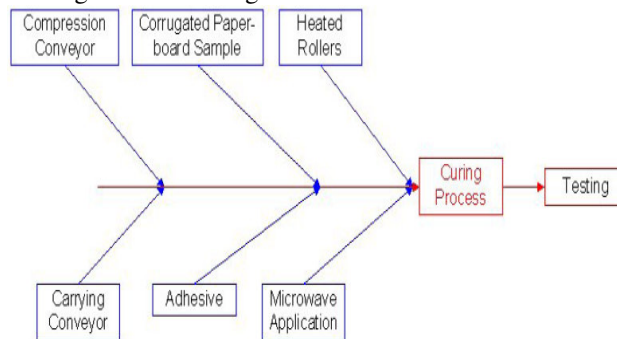 Compression
Conveyor
Corrugated Paper-
board Sample
Heated
Rollers
Curing
Process
Testing
Carrying
Conveyor
Adhesive
Microwave
Application